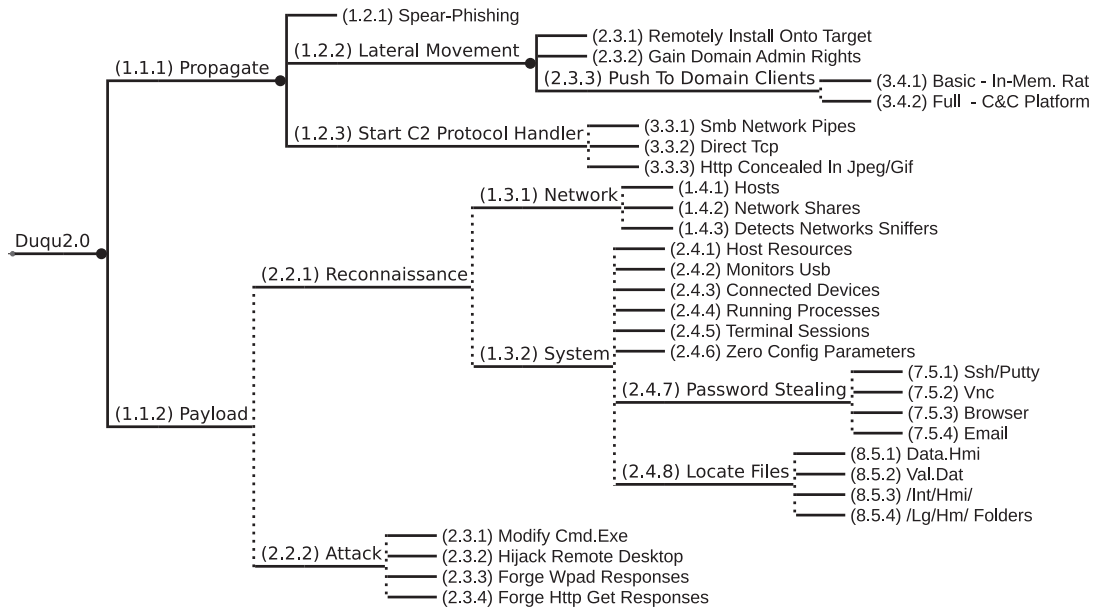 (1.2.1) Spear-Phishing
(2.3.1) Remotely Install Onto Target
(1.2.2) Lateral Movement
(2.3.2) Gain Domain Admin Rights
(1.1.1) Propagate
(2.3.3) Push To Domain Clients
(3.4.1) Basic - In-Mem. Rat
(3.4.2) Full - C&C Platform
(3.3.1) Smb Network Pipes
(1.2.3) Start C2 Protocol Handler
(3.3.2) Direct Tcp
(3.3.3) Http Concealed In Jpeg/Gif
(1.4.1) Hosts
(1.3.1) Network
(1.4.2) Network Shares
(1.4.3) Detects Networks Sniffers
Duqu2.0
(2.4.1) Host Resources
(2.2.1) Reconnaissance
(2.4.2) Monitors Usb
(2.4.3) Connected Devices
(2.4.4) Running Processes
(2.4.5) Terminal Sessions
(1.3.2) System
(2.4.6) Zero Config Parameters
(7.5.1) Ssh/Putty
(2.4.7) Password Stealing
(7.5.2) Vnc
(1.1.2) Payload
(7.5.3) Browser
(7.5.4) Email
(8.5.1) Data.Hmi
(2.4.8) Locate Files
(8.5.2) Val.Dat
(8.5.3) /Int/Hmi/
(8.5.4) /Lg/Hm/ Folders
(2.3.1) Modify Cmd.Exe
(2.2.2) Attack
(2.3.2) Hijack Remote Desktop
(2.3.3) Forge Wpad Responses
(2.3.4) Forge Http Get Responses